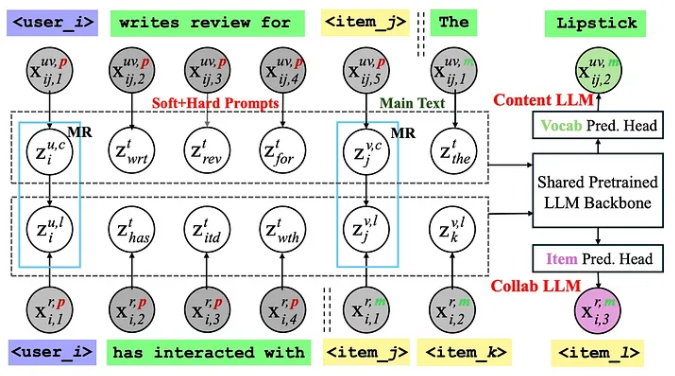 <user_i> writes review for <item_j> The Lipstick
x^{uv,p}_{ij,1} x^{uv,p}_{ij,2} x^{uv,p}_{ij,3} x^{uv,p}_{ij,4} x^{uv,p}_{ij,5} x^{uv,m}_{ij,1} x^{uv,m}_{ij,2}
Soft+Hard Prompts Main Text Content LLM
MR MR Vocab Pred. Head
z^{u,c}_{i} z^{t}_{wrt} z^{t}_{rev} z^{t}_{for} z^{v,c}_{j} z^{t}_{the}
Shared Pretrained
LLM Backbone
z^{u,l}_{i} z^{t}_{has} z^{t}_{itd} z^{t}_{wth} z^{v,l}_{j} z^{v,l}_{k}
Item Pred. Head
Collab LLM
x^{r,p}_{i,1} x^{r,p}_{i,2} x^{r,p}_{i,3} x^{r,p}_{i,4} x^{r,m}_{i,1} x^{r,m}_{i,2} x^{r,m}_{i,3}
<user_i> has interacted with <item_j> <item_k> <item_l>